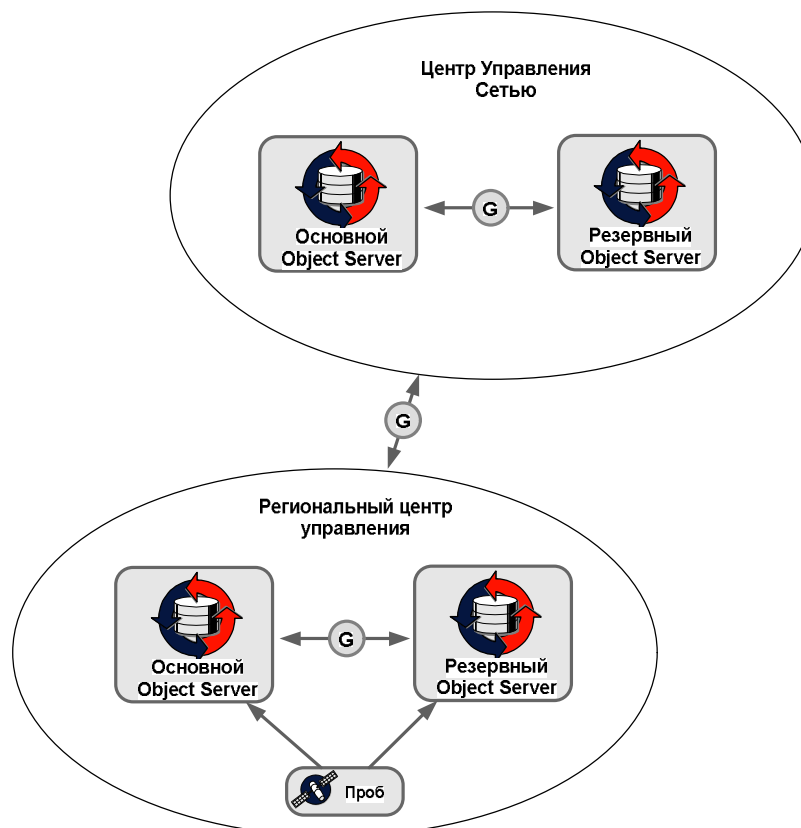 Центр Управления
Сетью
G
Основной
Object Server
Резервный
Object Server
G
Региональный центр
управления
G
Основной
Object Server
Резервный
Object Server
Проб